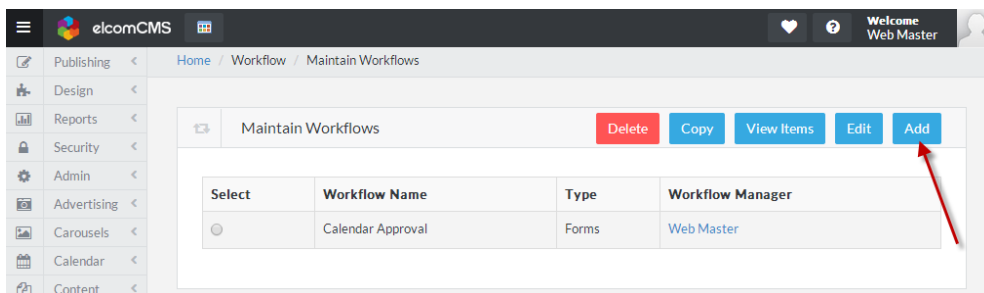 elcomCMS
Welcome
Web Master
Publishing
Home / Workflow / Maintain Workflows
Design
Reports
Maintain Workflows
Delete
Copy
View Items
Edit
Add
Security
Admin
Advertising
Carousels
Calendar
Content
Select Workflow Name Type Workflow Manager
Calendar Approval Forms Web Master